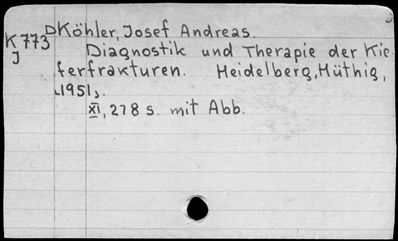 DKöhler, Josef Andreas.
K 773
J
Diagnostik und Therapie der Kie
ferfrakturen. Heidelberg, Hüthig,
[1951].
XI, 278 s. mit Abb.